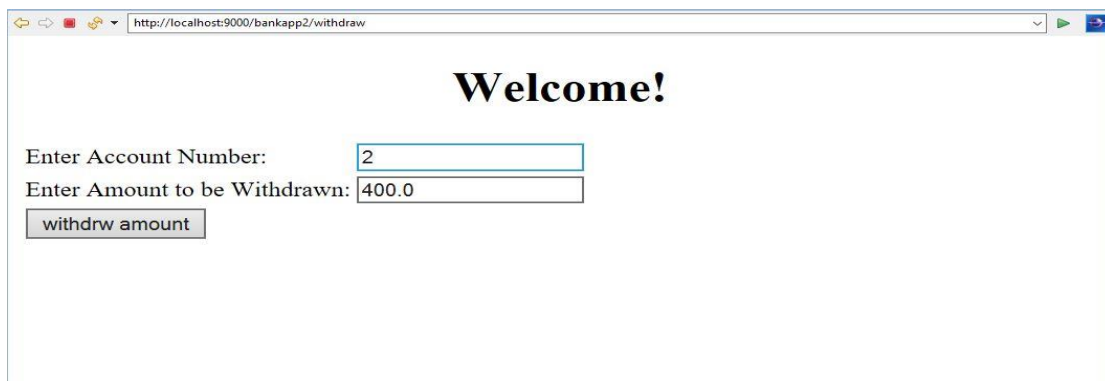 http://localhost:9000/bankapp2/withdraw
Welcome!
Enter Account Number: 2
Enter Amount to be Withdrawn: 400.0
withdrw amount